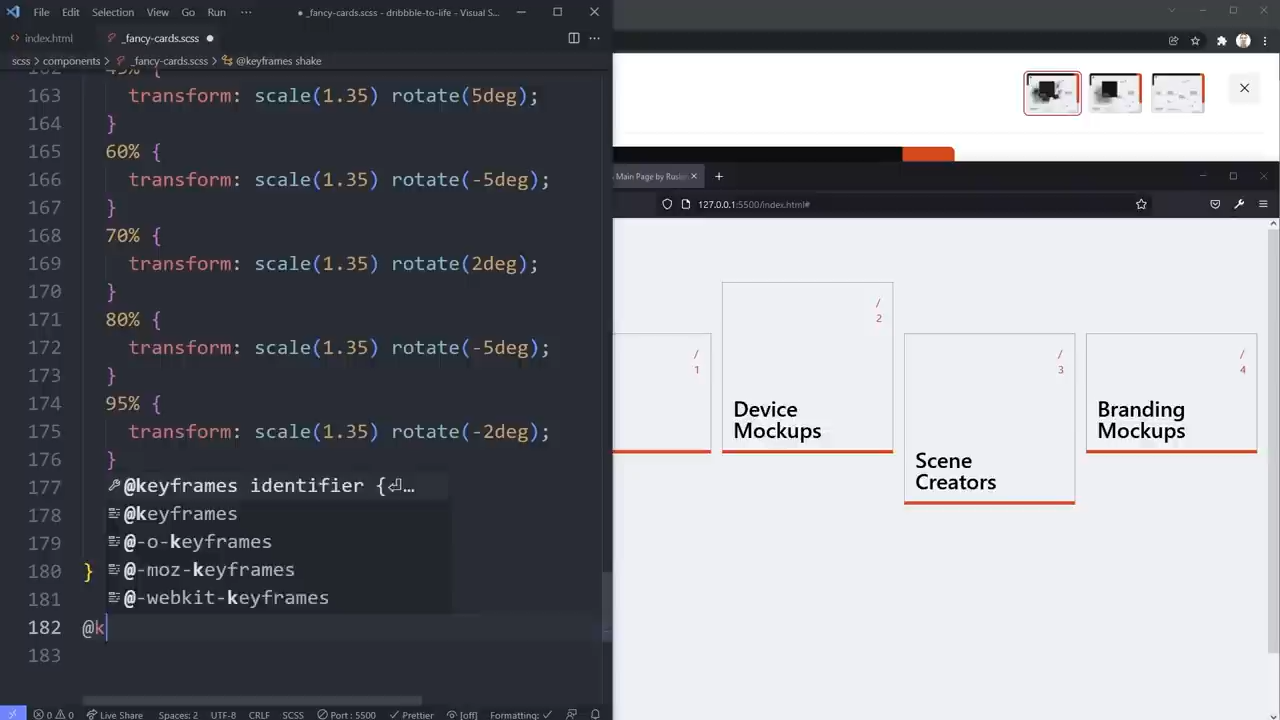 File Edit Selection View Go Run ··· ● _fancy-cards.scss - dribbble-to-life - Visual S...
<> index.html _fancy-cards.scss ●
scss > components > _fancy-cards.scss > @keyframes shake
163 transform: scale(1.35) rotate(5deg);
164 }
165 60% {
166 transform: scale(1.35) rotate(-5deg);
167 }
168 70% {
169 transform: scale(1.35) rotate(2deg);
170 }
171 80% {
172 transform: scale(1.35) rotate(-5deg);
173 }
174 95% {
175 transform: scale(1.35) rotate(-2deg);
176 }
177 @keyframes identifier {⏎…
178 @keyframes
179 @-o-keyframes
180 } @-moz-keyframes
181 @-webkit-keyframes
182 @k
183
0 0 Live Share Spaces: 2 UTF-8 CRLF SCSS Port : 5500 Prettier [off] Formatting: ✓
Main Page by Rusl
127.0.0.1:5500/index.html#
/
1
/
2
Device
Mockups
/
3
Scene
Creators
/
4
Branding
Mockups